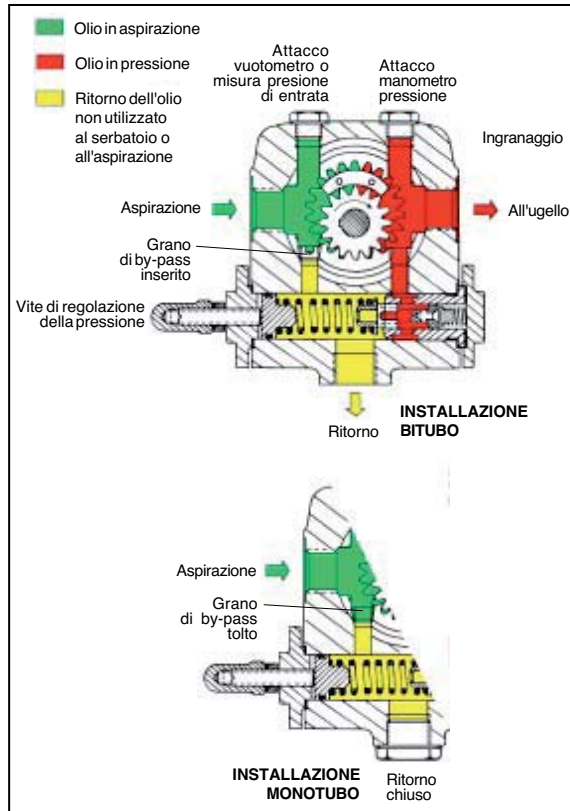 Olio in aspirazione
Olio in pressione
Ritorno dell'olio
non utilizzato
al serbatoio o
all'aspirazione
Attacco
vuotometro o
misura presione
di entrata
Attacco
manometro
pressione
Ingranaggio
Aspirazione
All'ugello
Grano
di by-pass
inserito
Vite di regolazione
della pressione
Ritorno
INSTALLAZIONE
BITUBO
Aspirazione
Grano
di by-pass
tolto
INSTALLAZIONE
MONOTUBO
Ritorno
chiuso